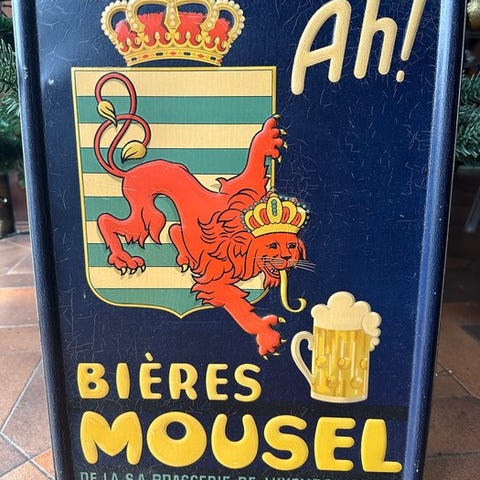 Ah!
BIÈRES
MOUSEL
DE LA S.A. BRASSERIE DE